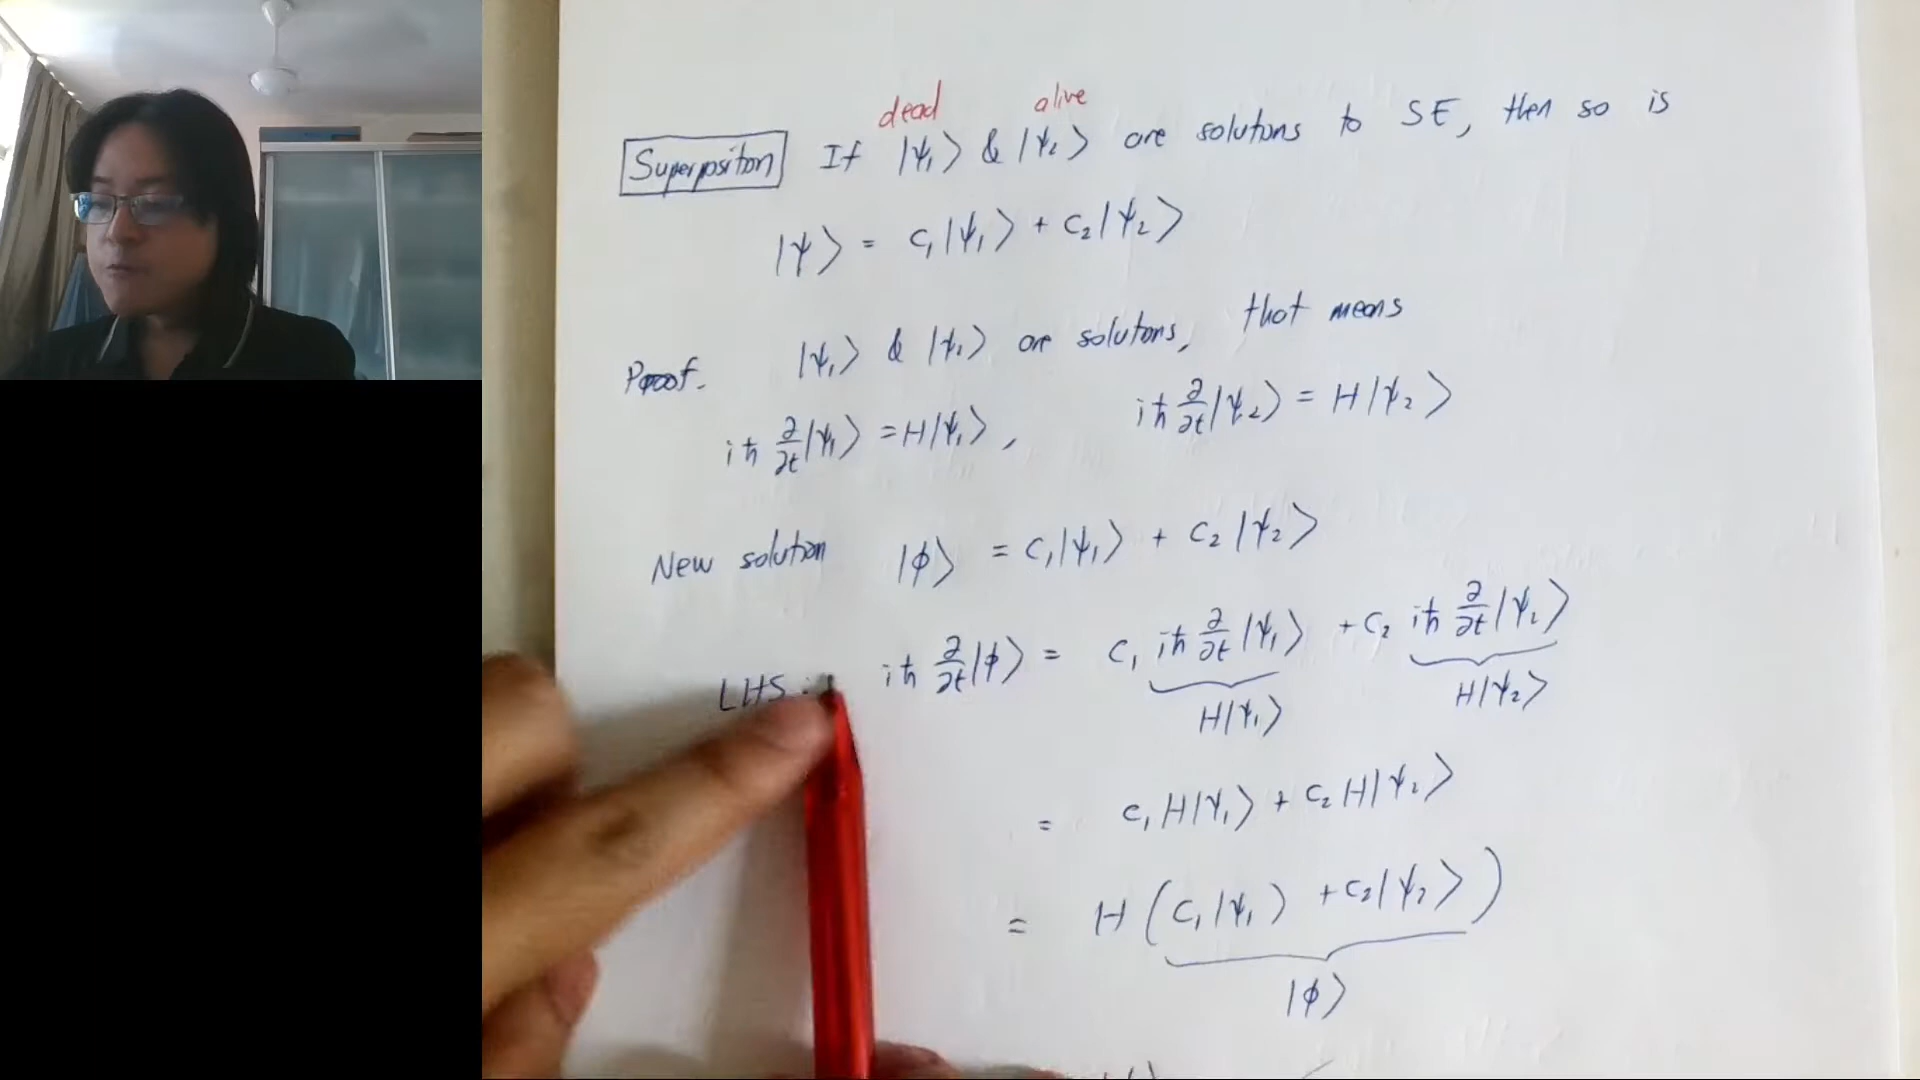 dead alive
Superpositon If |ψ₁⟩ & |ψ₂⟩ are solutions to SE, then so is
|ψ⟩ = c₁|ψ₁⟩ + c₂|ψ₂⟩
Proof. |ψ₁⟩ & |ψ₂⟩ are solutions, that means
iħ ∂/∂t |ψ₁⟩ = H|ψ₁⟩, iħ ∂/∂t |ψ₂⟩ = H|ψ₂⟩
New solution |ϕ⟩ = c₁|ψ₁⟩ + c₂|ψ₂⟩
LHS: iħ ∂/∂t |ϕ⟩ = c₁ iħ ∂/∂t |ψ₁⟩ + c₂ iħ ∂/∂t |ψ₂⟩
H|ψ₁⟩ H|ψ₂⟩
= c₁H|ψ₁⟩ + c₂H|ψ₂⟩
= H(c₁|ψ₁⟩ + c₂|ψ₂⟩)
|ϕ⟩